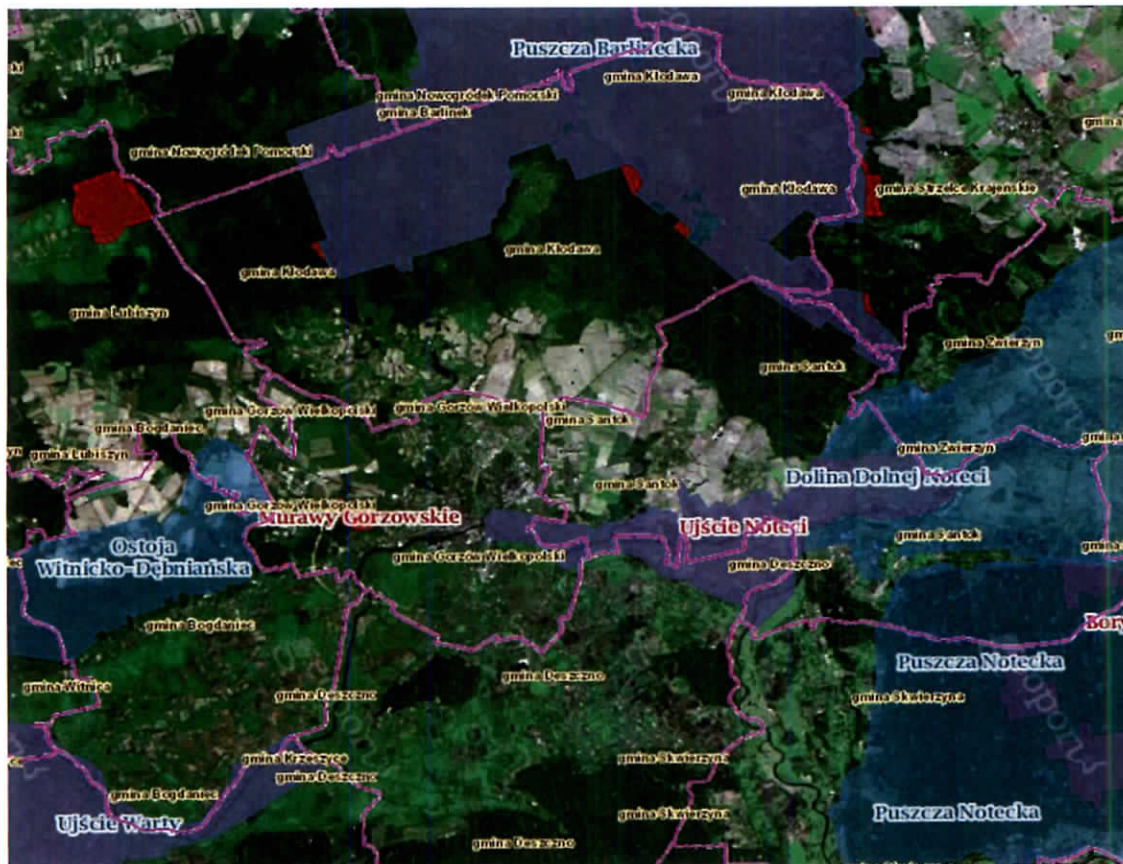 Puszcza Barlinecka
gmina Kłodawa
gmina Nowogródek Pomorski
gmina Kłodawa
gmina Barlinek
gmina Nowogródek Pomorski
gmina Kłodawa
gmina Strzelce Krajeńskie
gmina Kłodawa
gmina Kłodawa
gmina Lubiszyn
gmina Zwierzyn
gmina Santok
gmina Gorzów Wielkopolski
gmina Gorzów Wielkopolski
gmina Santok
gmina Bogdaniec
gmina Lubiszyn
gmina Zwierzyn
Dolina Dolnej Noteci
gmina Santok
gmina Gorzów Wielkopolski
Murawy Gorzowskie
Ujście Noteci
gmina Santok
Ostoja
Witnicko-Dębniańska
gmina Gorzów Wielkopolski
gmina Deszczno
gmina Bogdaniec
Bory
Puszcza Notecka
gmina Witnica
gmina Deszczno
gmina Deszczno
gmina Skwierzyna
gmina Krzeszyce
gmina Deszczno
gmina Skwierzyna
gmina Bogdaniec
Ujście Warty
gmina Skwierzyna
Puszcza Notecka
gmina Deszczno